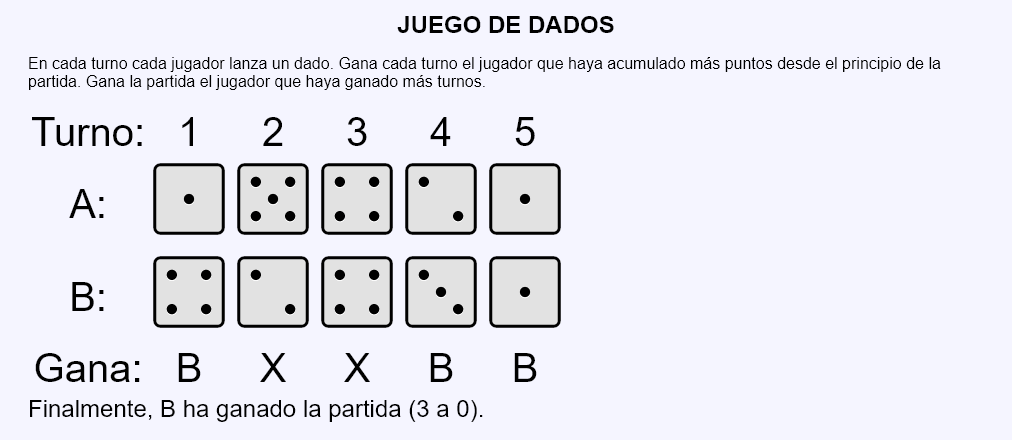 JUEGO DE DADOS
En cada turno cada jugador lanza un dado. Gana cada turno el jugador que haya acumulado más puntos desde el principio de la
partida. Gana la partida el jugador que haya ganado más turnos.
Turno: 1 2 3 4 5
A:
B:
Gana: B X X B B
Finalmente, B ha ganado la partida (3 a 0).